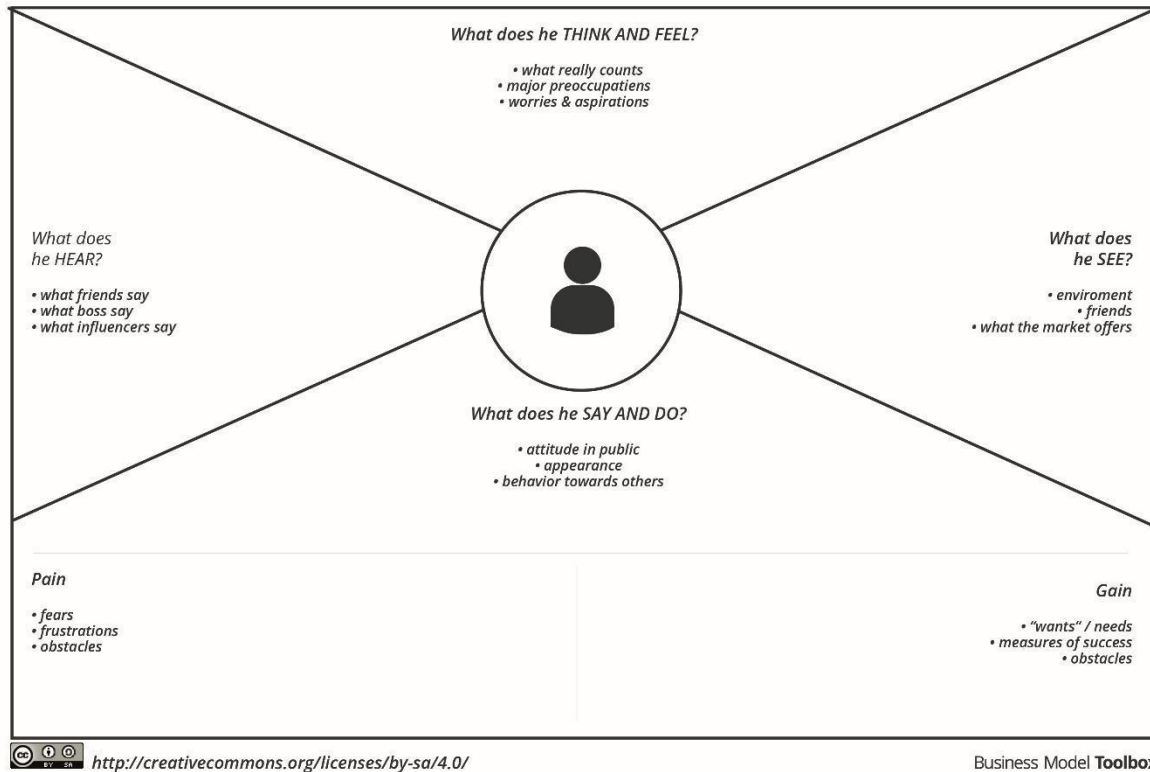 What does he THINK AND FEEL?
• what really counts
• major preoccupatiens
• worries & aspirations
What does
he HEAR?
• what friends say
• what boss say
• what influencers say
What does
he SEE?
• enviroment
• friends
• what the market offers
What does he SAY AND DO?
• attitude in public
• appearance
• behavior towards others
Pain
• fears
• frustrations
• obstacles
Gain
• “wants” / needs
• measures of success
• obstacles
cc
BY SA
http://creativecommons.org/licenses/by-sa/4.0/
Business Model Toolbox